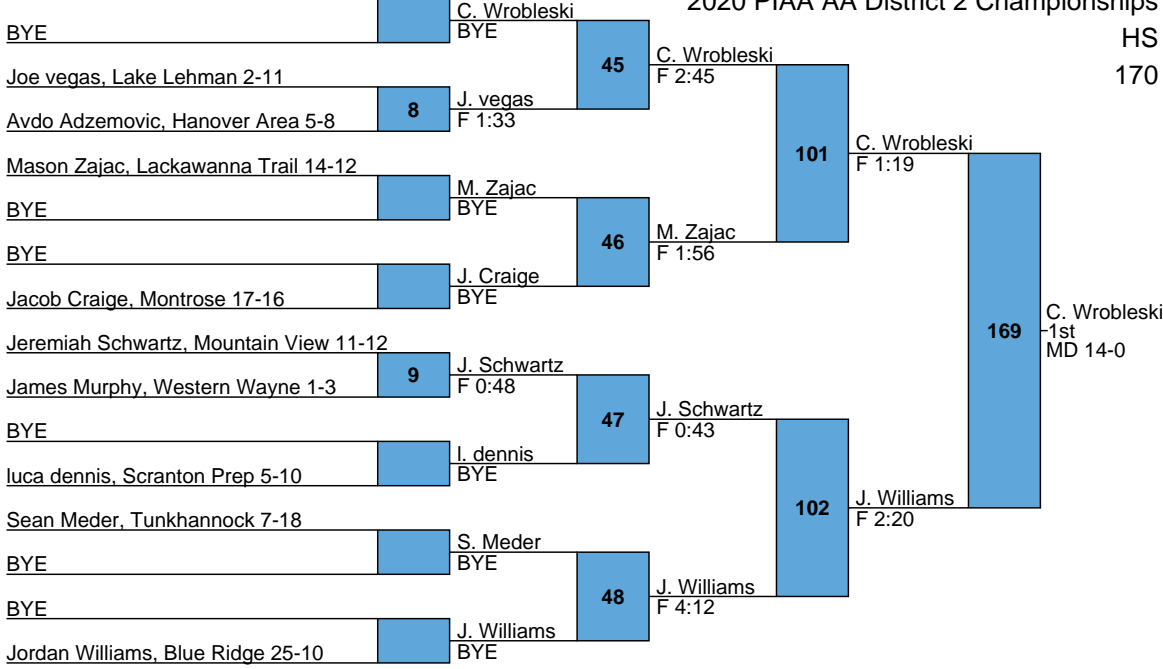 2020 PIAA AA District 2 Championships
HS
170
BYE
Joe vegas, Lake Lehman 2-11
Avdo Adzemovic, Hanover Area 5-8
Mason Zajac, Lackawanna Trail 14-12
BYE
BYE
Jacob Craige, Montrose 17-16
Jeremiah Schwartz, Mountain View 11-12
James Murphy, Western Wayne 1-3
BYE
luca dennis, Scranton Prep 5-10
Sean Meder, Tunkhannock 7-18
BYE
BYE
Jordan Williams, Blue Ridge 25-10
8
9
C. Wrobleski
BYE
J. vegas
F 1:33
M. Zajac
BYE
J. Craige
BYE
J. Schwartz
F 0:48
l. dennis
BYE
S. Meder
BYE
J. Williams
BYE
45
46
47
48
C. Wrobleski
F 2:45
M. Zajac
F 1:56
J. Schwartz
F 0:43
J. Williams
F 4:12
101
102
C. Wrobleski
F 1:19
J. Williams
F 2:20
169
C. Wrobleski
1st
MD 14-0